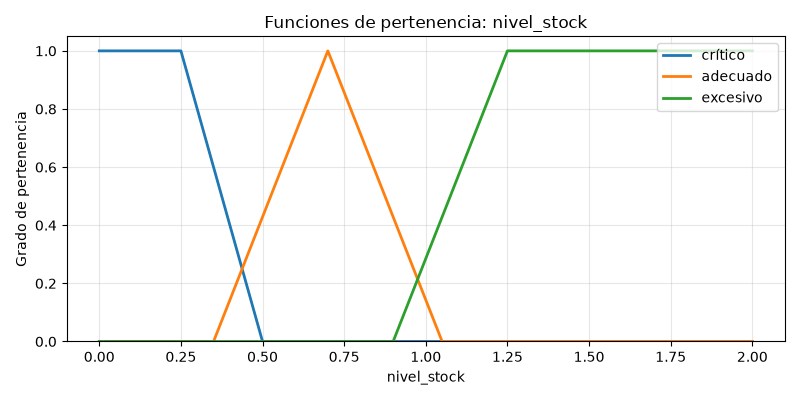 Funciones de pertenencia: nivel_stock
Grado de pertenencia
1.0
0.8
0.6
0.4
0.2
0.0
crítico
adecuado
excesivo
0.00 0.25 0.50 0.75 1.00 1.25 1.50 1.75 2.00
nivel_stock